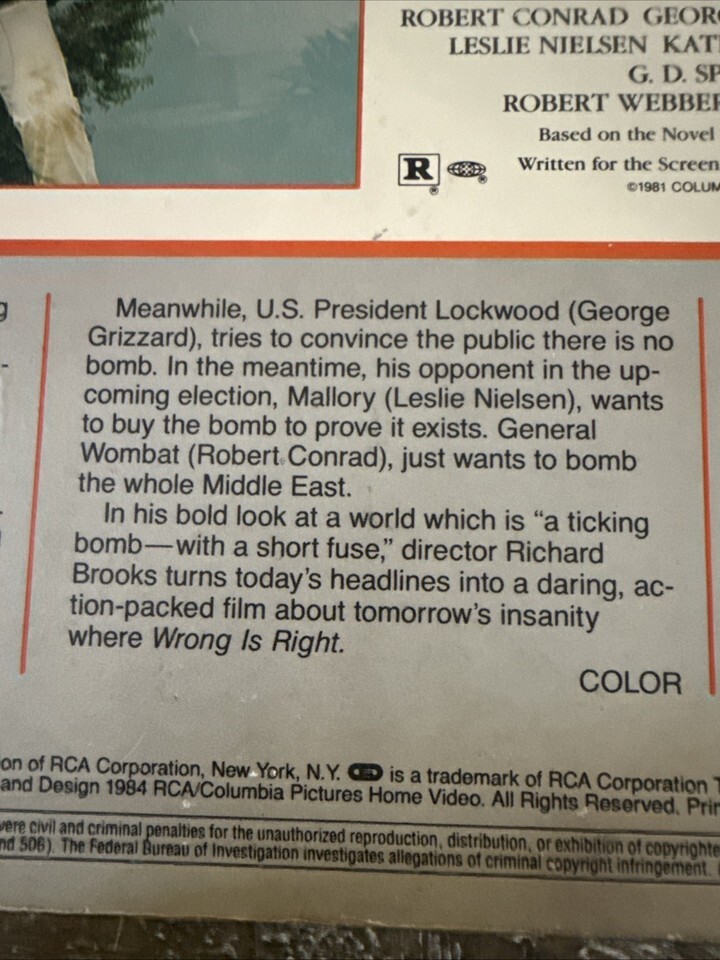 ROBERT CONRAD
LESLIE NIELSEN
G. D.
ROBERT
Based on the Novel
R
® ® Written for the Screen
©1981
Meanwhile, U.S. President Lockwood (George
Grizzard), tries to convince the public there is no
bomb. In the meantime, his opponent in the up-
coming election, Mallory (Leslie Nielsen), wants
to buy the bomb to prove it exists. General
Wombat (Robert Conrad), just wants to bomb
the whole Middle East.
In his bold look at a world which is “a ticking
bomb—with a short fuse,” director Richard
Brooks turns today’s headlines into a daring, ac-
tion-packed film about tomorrow’s insanity
where Wrong Is Right.
COLOR
of RCA Corporation, New York, N.Y. is a trademark of RCA Corporation
and Design 1984 RCA/Columbia Pictures Home Video. All Rights Reserved.
civil and criminal penalties for the unauthorized reproduction, distribution, or exhibition of
506). The Federal Bureau of Investigation investigates allegations of criminal copyright infringement.